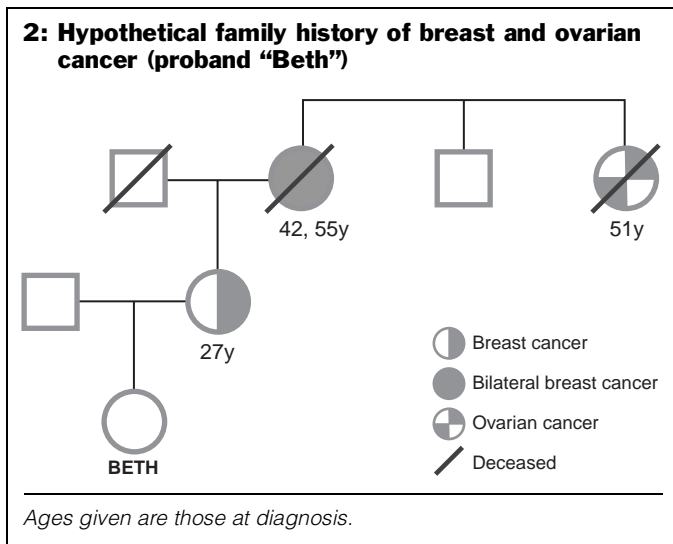 2: Hypothetical family history of breast and ovarian
cancer (proband “Beth”)
42, 55y
51y
27y
Breast cancer
Bilateral breast cancer
Ovarian cancer
Deceased
BETH
Ages given are those at diagnosis.